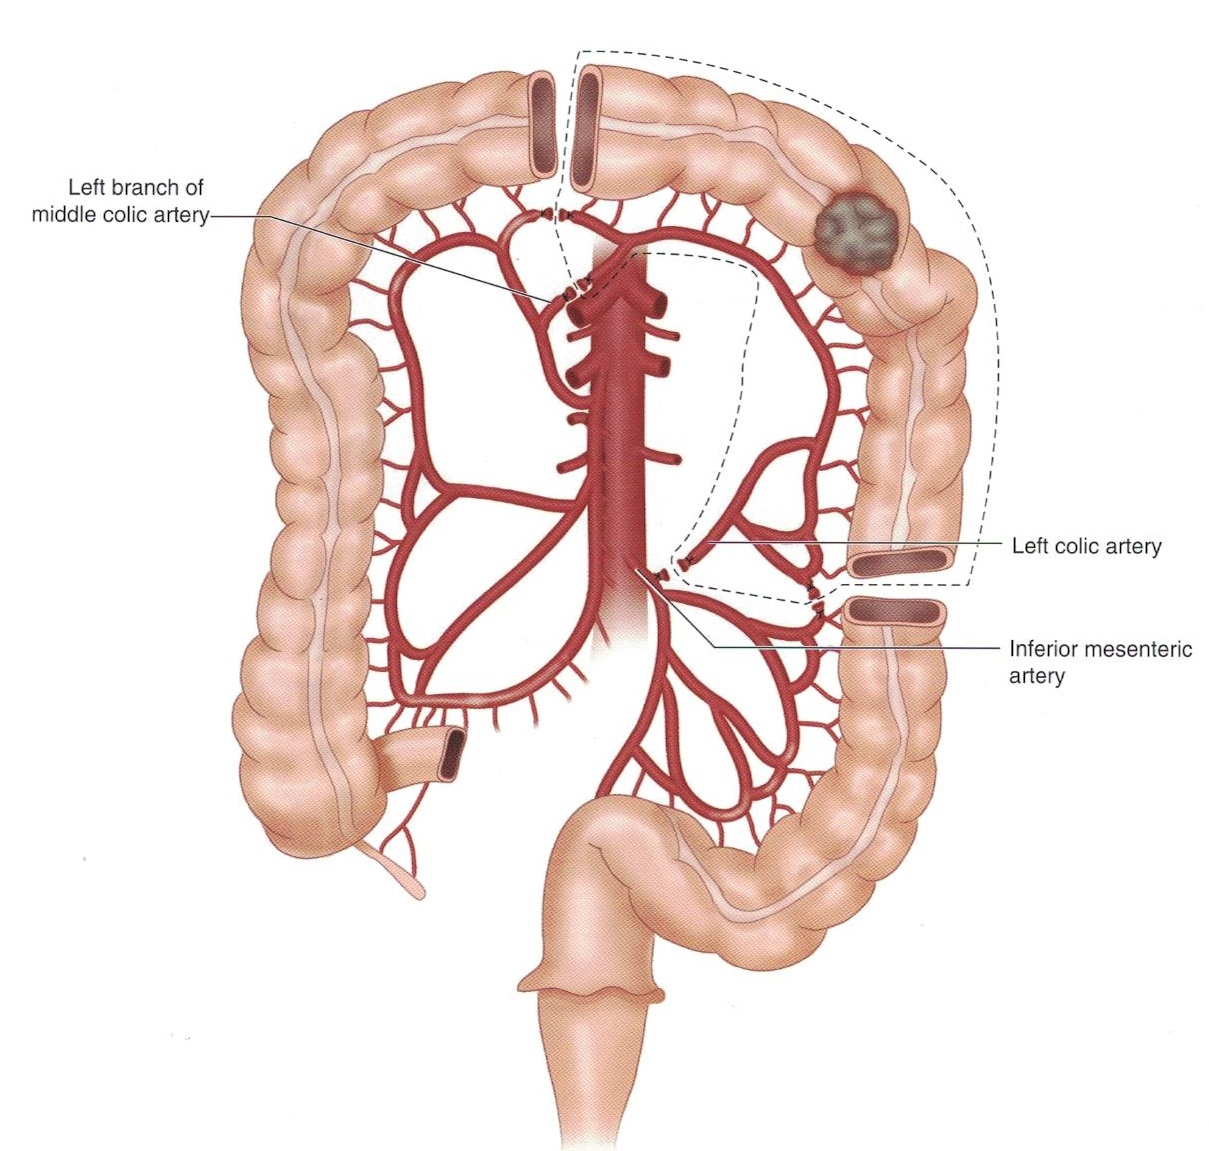 Left branch of
middle colic artery
Left colic artery
Inferior mesenteric
artery